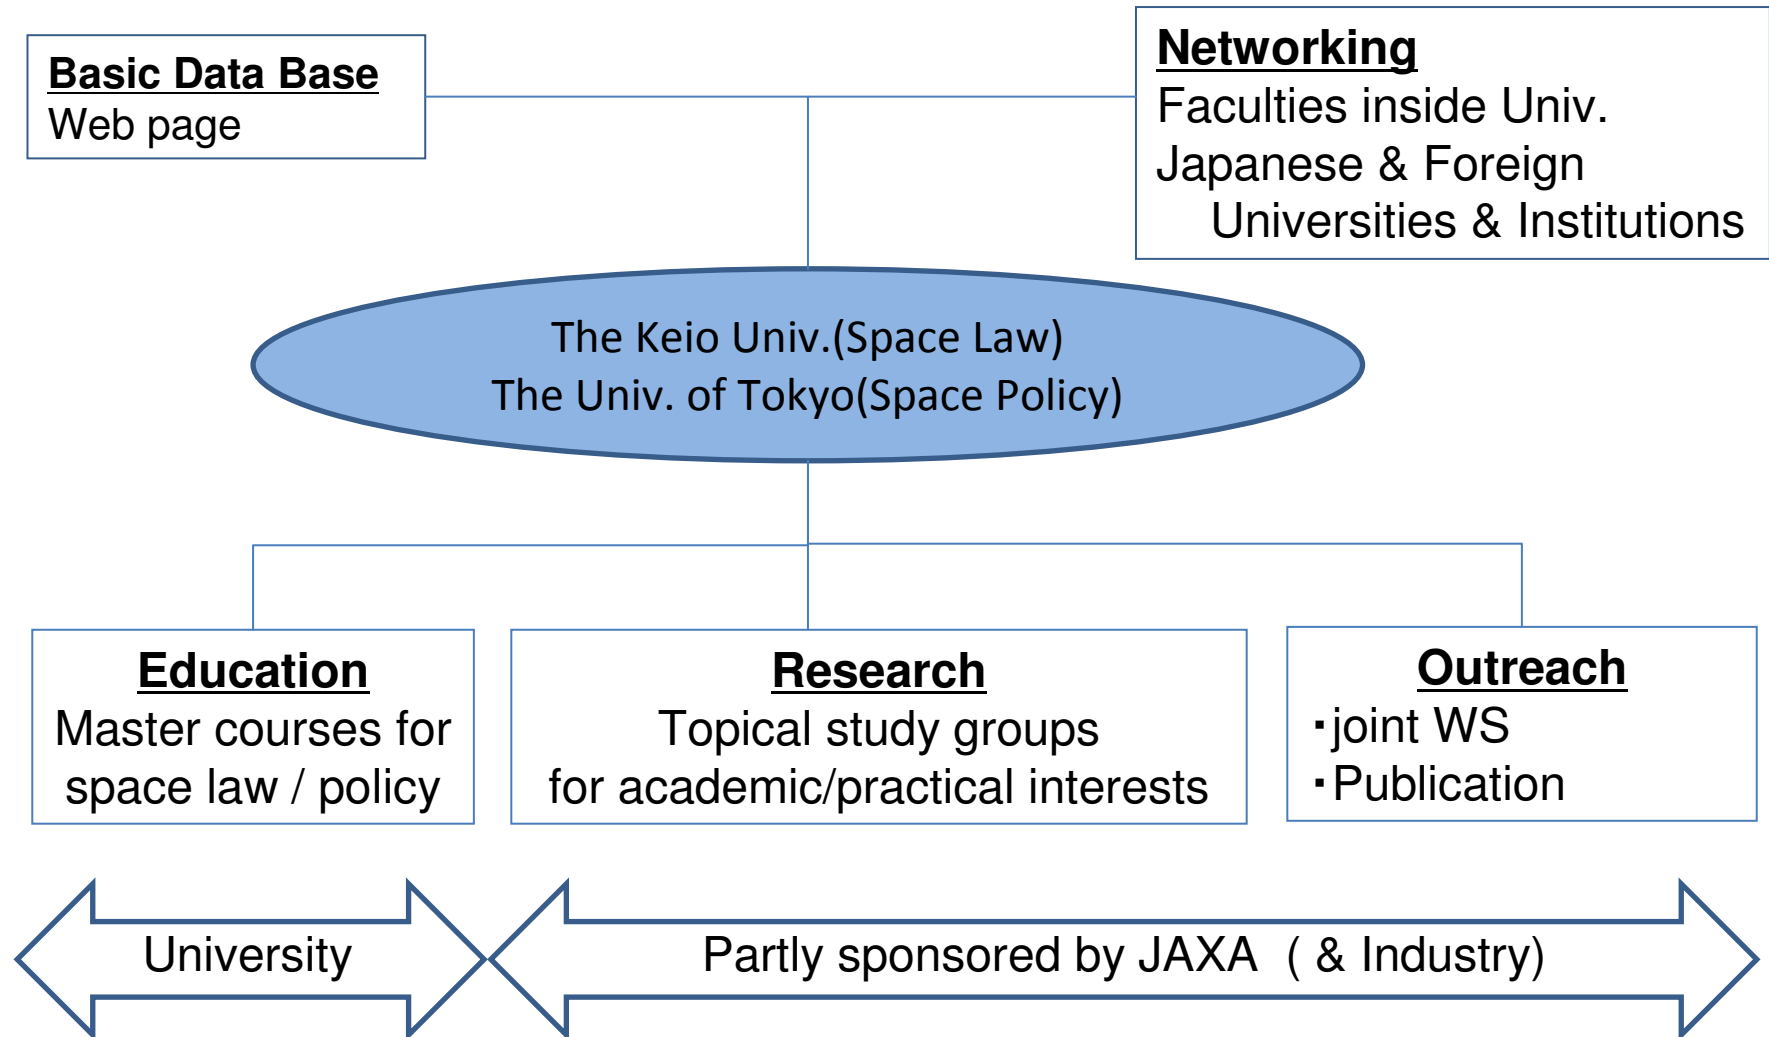 Basic Data Base
Web page
Networking
Faculties inside Univ.
Japanese & Foreign
Universities & Institutions
The Keio Univ.(Space Law)
The Univ. of Tokyo(Space Policy)
Education
Master courses for
space law / policy
Research
Topical study groups
for academic/practical interests
Outreach
・joint WS
・Publication
University
Partly sponsored by JAXA ( & Industry)